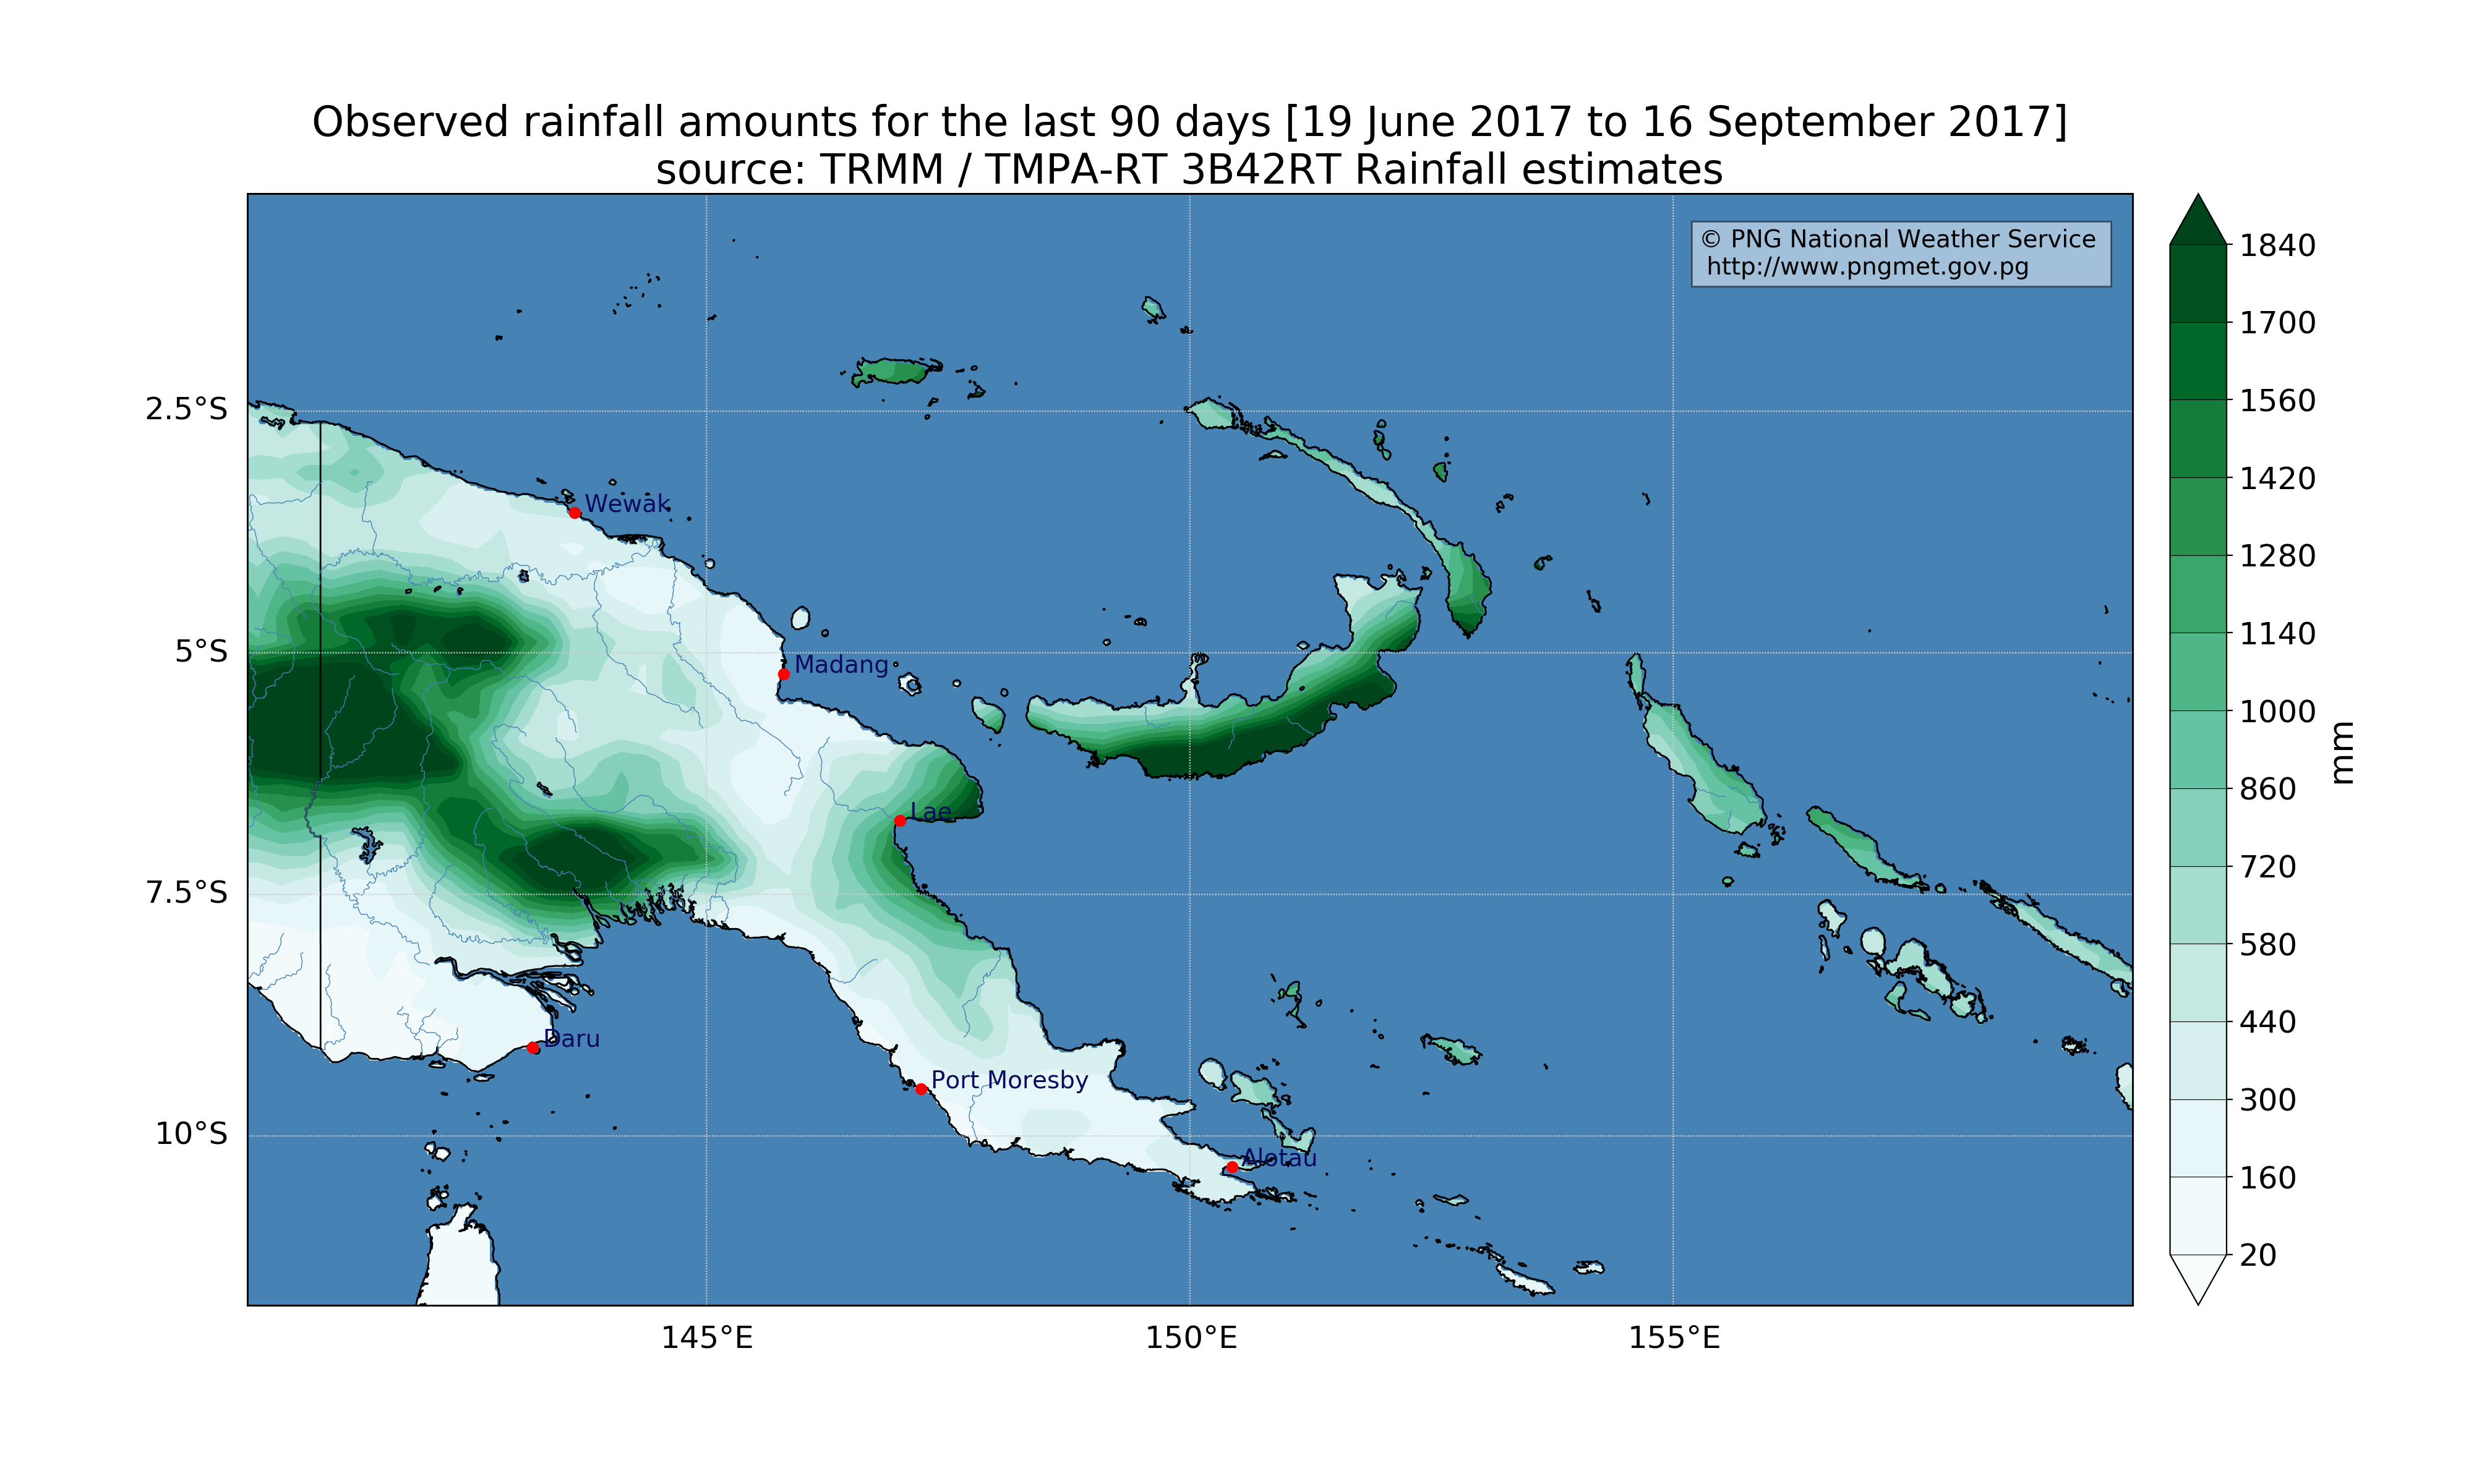 Observed rainfall amounts for the last 90 days [19 June 2017 to 16 September 2017]
source: TRMM / TMPA-RT 3B42RT Rainfall estimates
© PNG National Weather Service
http://www.pngmet.gov.pg
1840
1700
1560
1420
1280
1140
1000
860
720
580
440
300
160
20
mm
2.5°S
5°S
7.5°S
10°S
Wewak
Madang
Lae
Daru
Port Moresby
Alotau
145°E
150°E
155°E